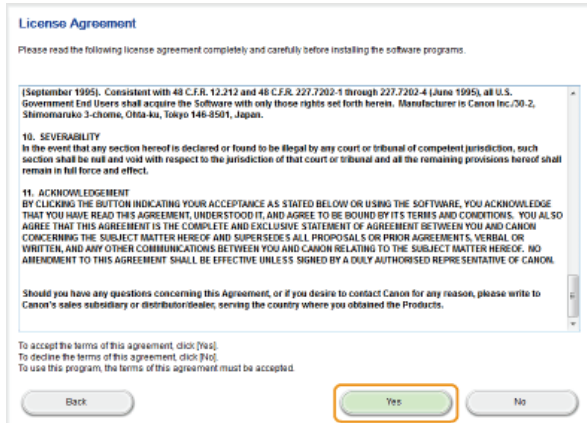 License Agreement
Please read the following license agreement completely and carefully before installing the software programs.
(September 1995). Consistent with 48 C.F.R. 12.212 and 48 C.F.R. 227.7202-1 through 227.7202-4 (June 1995), all U.S.
Government End Users shall acquire the Software with only those rights set forth herein. Manufacturer is Canon Inc./30-2,
Shimomaruko 3-chome, Ohta-ku, Tokyo 146-8501, Japan.
10. SEVERABILITY
In the event that any section hereof is declared or found to be illegal by any court or tribunal of competent jurisdiction, such
section shall be null and void with respect to the jurisdiction of that court or tribunal and all the remaining provisions hereof shall
remain in full force and effect.
11. ACKNOWLEDGEMENT
BY CLICKING THE BUTTON INDICATING YOUR ACCEPTANCE AS STATED BELOW OR USING THE SOFTWARE, YOU ACKNOWLEDGE
THAT YOU HAVE READ THIS AGREEMENT, UNDERSTOOD IT, AND AGREE TO BE BOUND BY ITS TERMS AND CONDITIONS. YOU ALSO
AGREE THAT THIS AGREEMENT IS THE COMPLETE AND EXCLUSIVE STATEMENT OF AGREEMENT BETWEEN YOU AND CANON
CONCERNING THE SUBJECT MATTER HEREOF AND SUPERSEDES ALL PROPOSALS OR PRIOR AGREEMENTS, VERBAL OR
WRITTEN, AND ANY OTHER COMMUNICATIONS BETWEEN YOU AND CANON RELATING TO THE SUBJECT MATTER HEREOF. NO
AMENDMENT TO THIS AGREEMENT SHALL BE EFFECTIVE UNLESS SIGNED BY A DULY AUTHORISED REPRESENTATIVE OF CANON.
Should you have any questions concerning this Agreement, or if you desire to contact Canon for any reason, please write to
Canon's sales subsidiary or distributor/dealer, serving the country where you obtained the Products.
To accept the terms of this agreement, click [Yes].
To decline the terms of this agreement, click [No].
To use this program, the terms of this agreement must be accepted.
Back
Yes
No